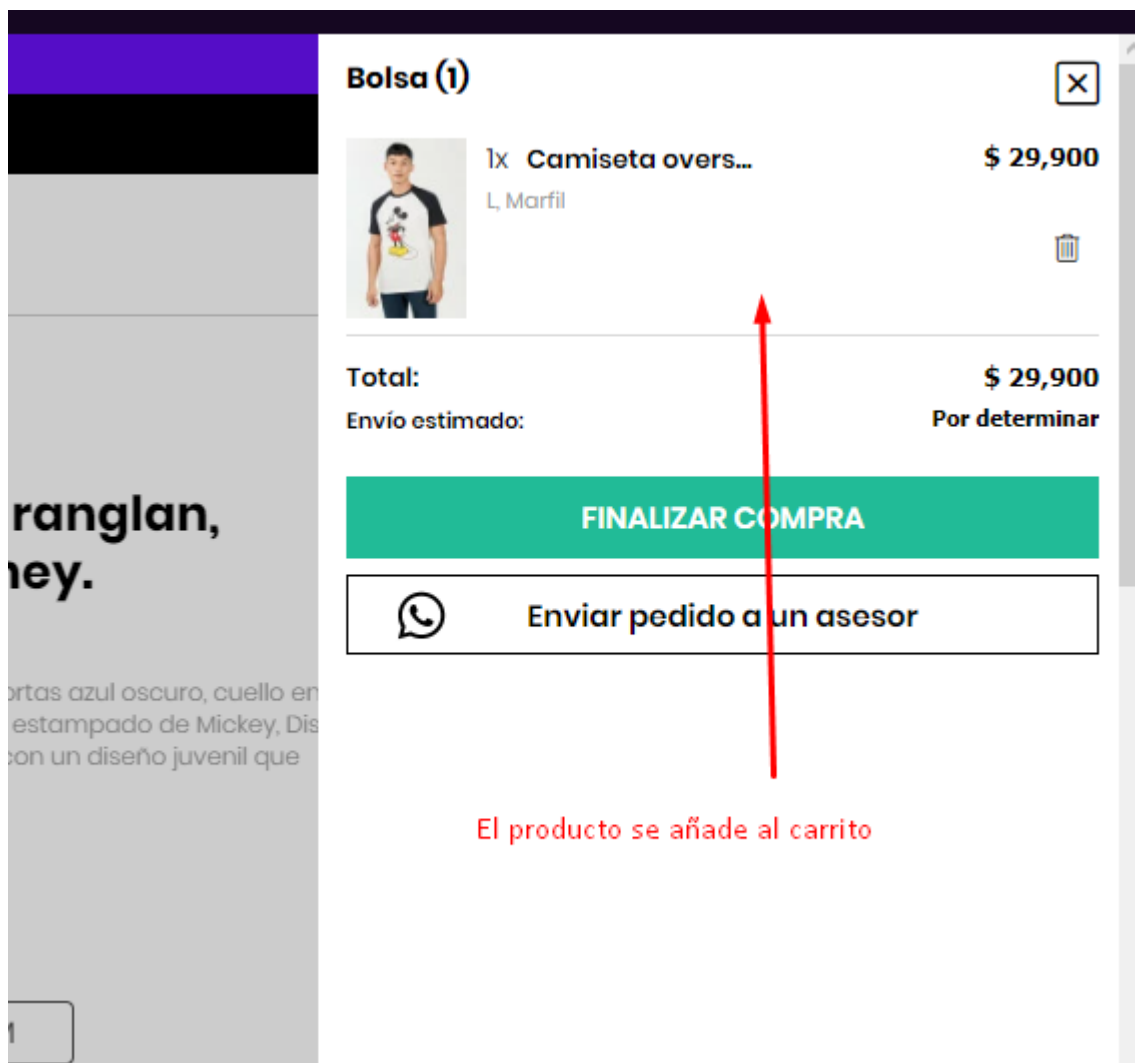 Bolsa (1)
1x Camiseta overs...
$ 29,900
L, Marfil
Total:
$ 29,900
Envío estimado:
Por determinar
FINALIZAR COMPRA
Enviar pedido a un asesor
El producto se añade al carrito
ranglan,
ney.
ortas azul oscuro, cuello en
estampado de Mickey, Dis
con un diseño juvenil que